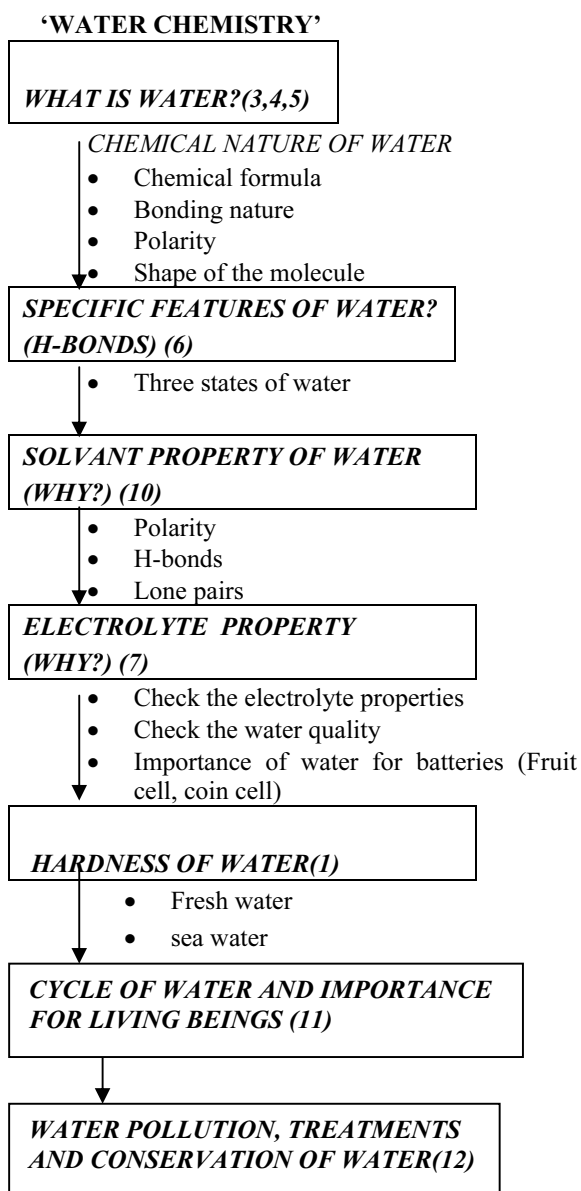 ‘WATER CHEMISTRY’
WHAT IS WATER?(3,4,5)
CHEMICAL NATURE OF WATER
• Chemical formula
• Bonding nature
• Polarity
• Shape of the molecule
SPECIFIC FEATURES OF WATER?
(H-BONDS) (6)
• Three states of water
SOLVANT PROPERTY OF WATER
(WHY?) (10)
• Polarity
• H-bonds
• Lone pairs
ELECTROLYTE PROPERTY
(WHY?) (7)
• Check the electrolyte properties
• Check the water quality
• Importance of water for batteries (Fruit
cell, coin cell)
HARDNESS OF WATER(1)
• Fresh water
• sea water
CYCLE OF WATER AND IMPORTANCE
FOR LIVING BEINGS (11)
WATER POLLUTION, TREATMENTS
AND CONSERVATION OF WATER(12)